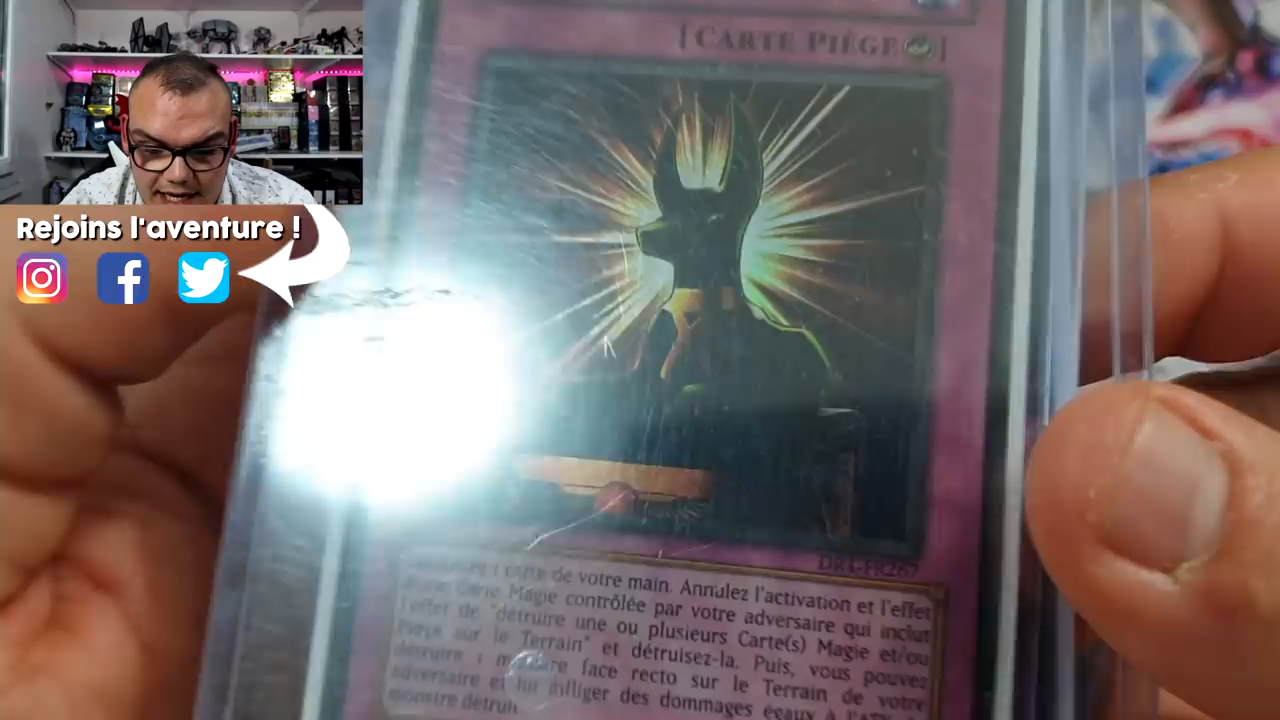 [CARTE PIÈGE]
Rejoins l'aventure !
DR1-FR267
1 carte de votre main. Annulez l'activation et l'effet
d'une Carte Magie contrôlée par votre adversaire qui inclut
l'effet de "détruire une ou plusieurs Carte(s) Magie et/ou
Piège sur le Terrain" et détruisez-la. Puis, vous pouvez
détruire 1 monstre face recto sur le Terrain de votre
adversaire et lui infliger des dommages égaux à l'ATK
monstre détruit